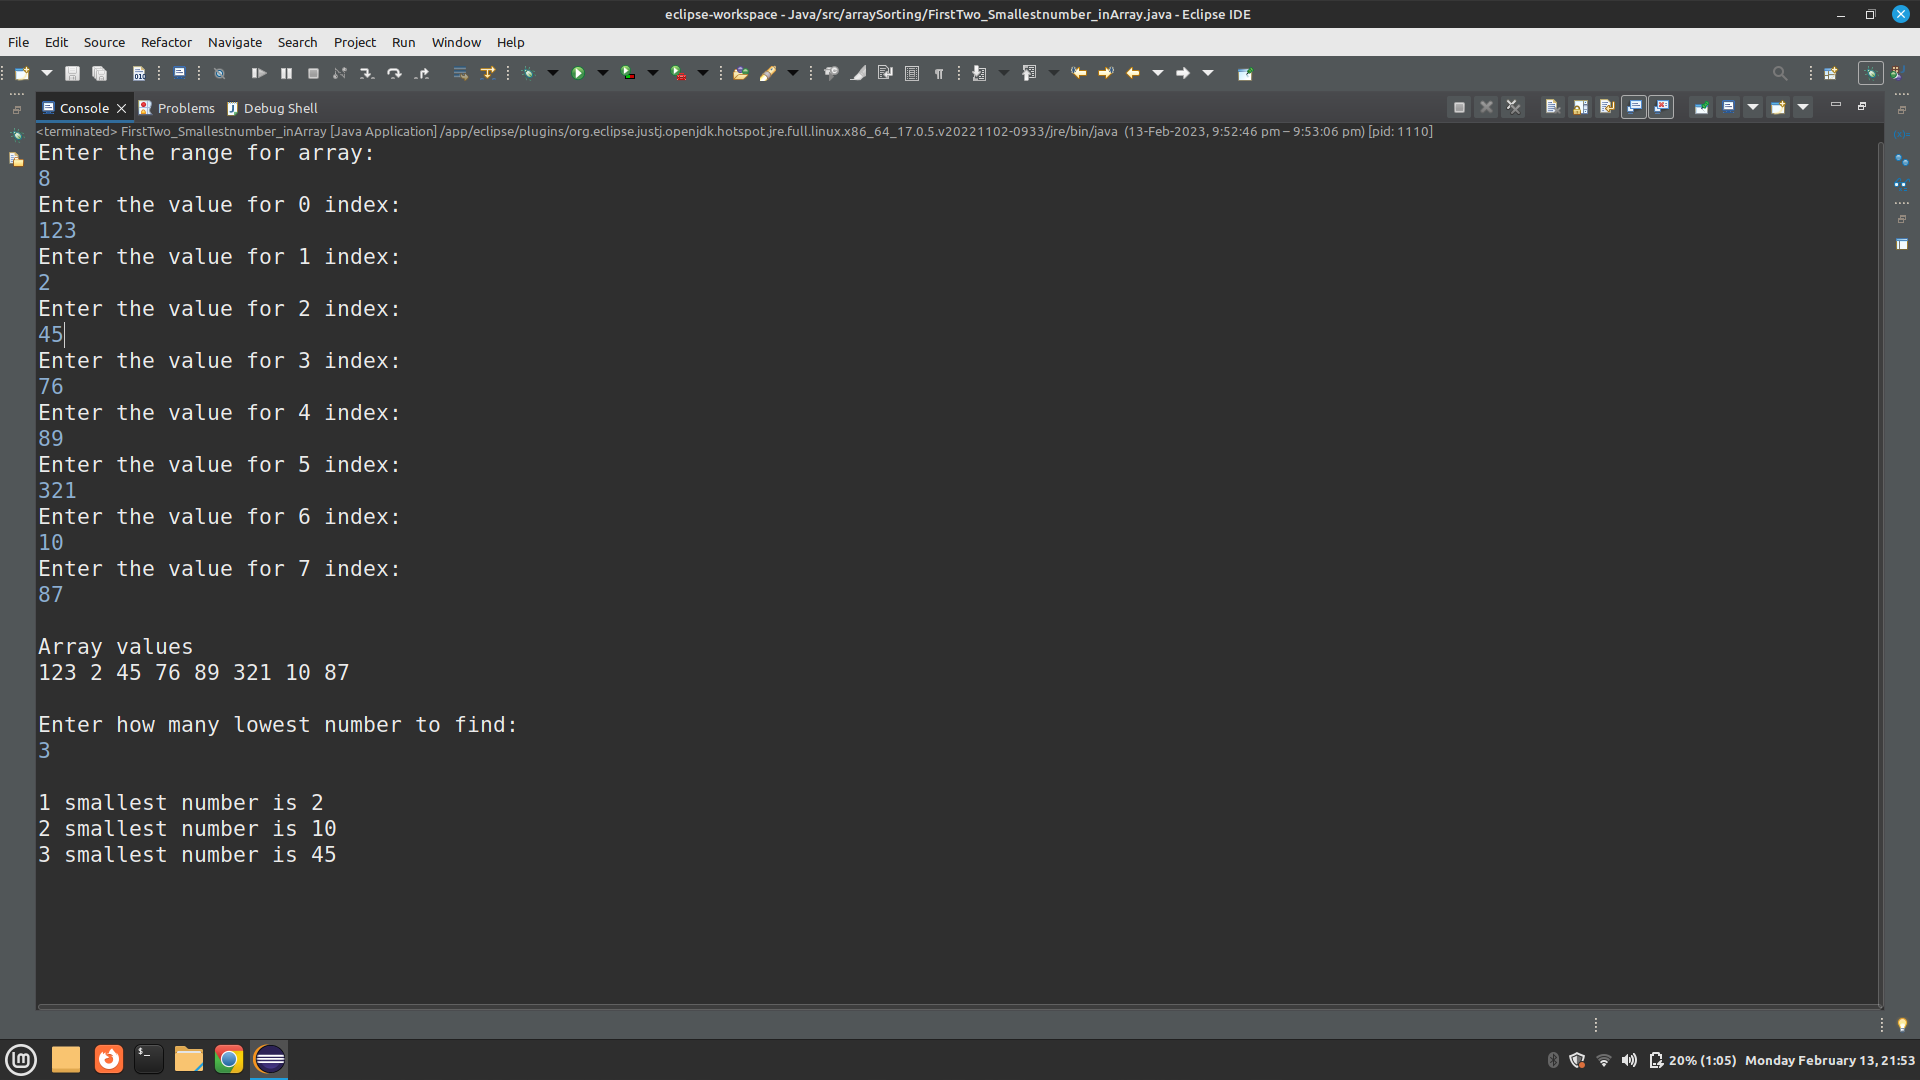 eclipse-workspace - Java/src/arraySorting/FirstTwo_Smallestnumber_inArray.java - Eclipse IDE
File Edit Source Refactor Navigate Search Project Run Window Help
Console Problems Debug Shell
<terminated> FirstTwo_Smallestnumber_inArray [Java Application] /app/eclipse/plugins/org.eclipse.justj.openjdk.hotspot.jre.full.linux.x86_64_17.0.5.v20221102-0933/jre/bin/java (13-Feb-2023, 9:52:46 pm – 9:53:06 pm) [pid: 1110]
Enter the range for array:
8
Enter the value for 0 index:
123
Enter the value for 1 index:
2
Enter the value for 2 index:
45
Enter the value for 3 index:
76
Enter the value for 4 index:
89
Enter the value for 5 index:
321
Enter the value for 6 index:
10
Enter the value for 7 index:
87
Array values
123 2 45 76 89 321 10 87
Enter how many lowest number to find:
3
1 smallest number is 2
2 smallest number is 10
3 smallest number is 45
20% (1:05) Monday February 13, 21:53